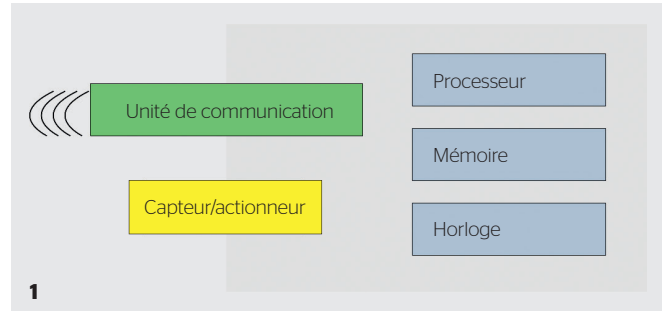 Unité de communication
Capteur/actionneur
Processeur
Mémoire
Horloge
1